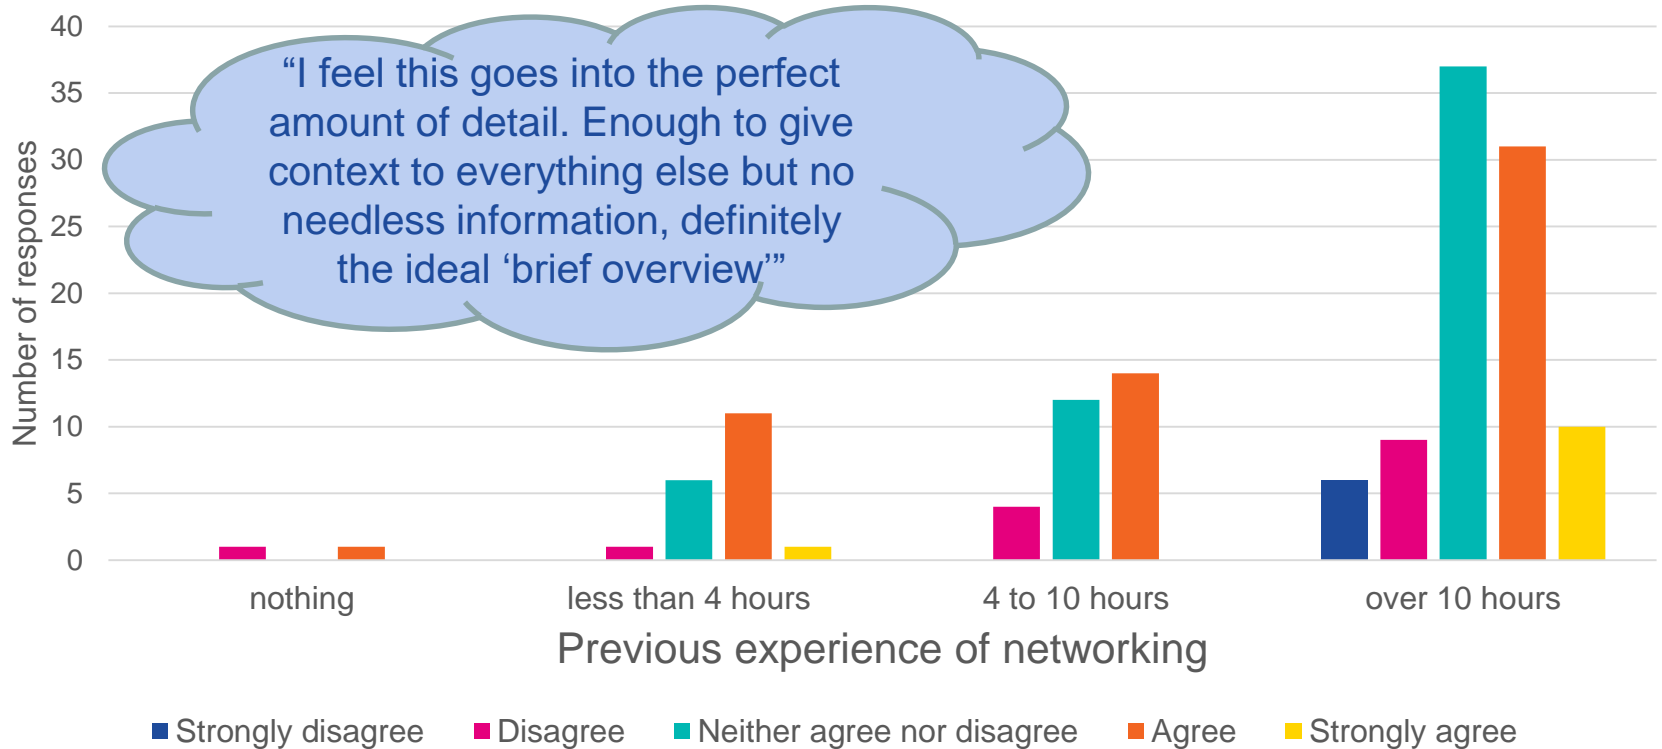 40
35
30
25
20
15
10
5
0
Number of responses
“I feel this goes into the perfect
amount of detail. Enough to give
context to everything else but no
needless information, definitely
the ideal ‘brief overview’”
nothing
less than 4 hours
4 to 10 hours
over 10 hours
Previous experience of networking
Strongly disagree
Disagree
Neither agree nor disagree
Agree
Strongly agree